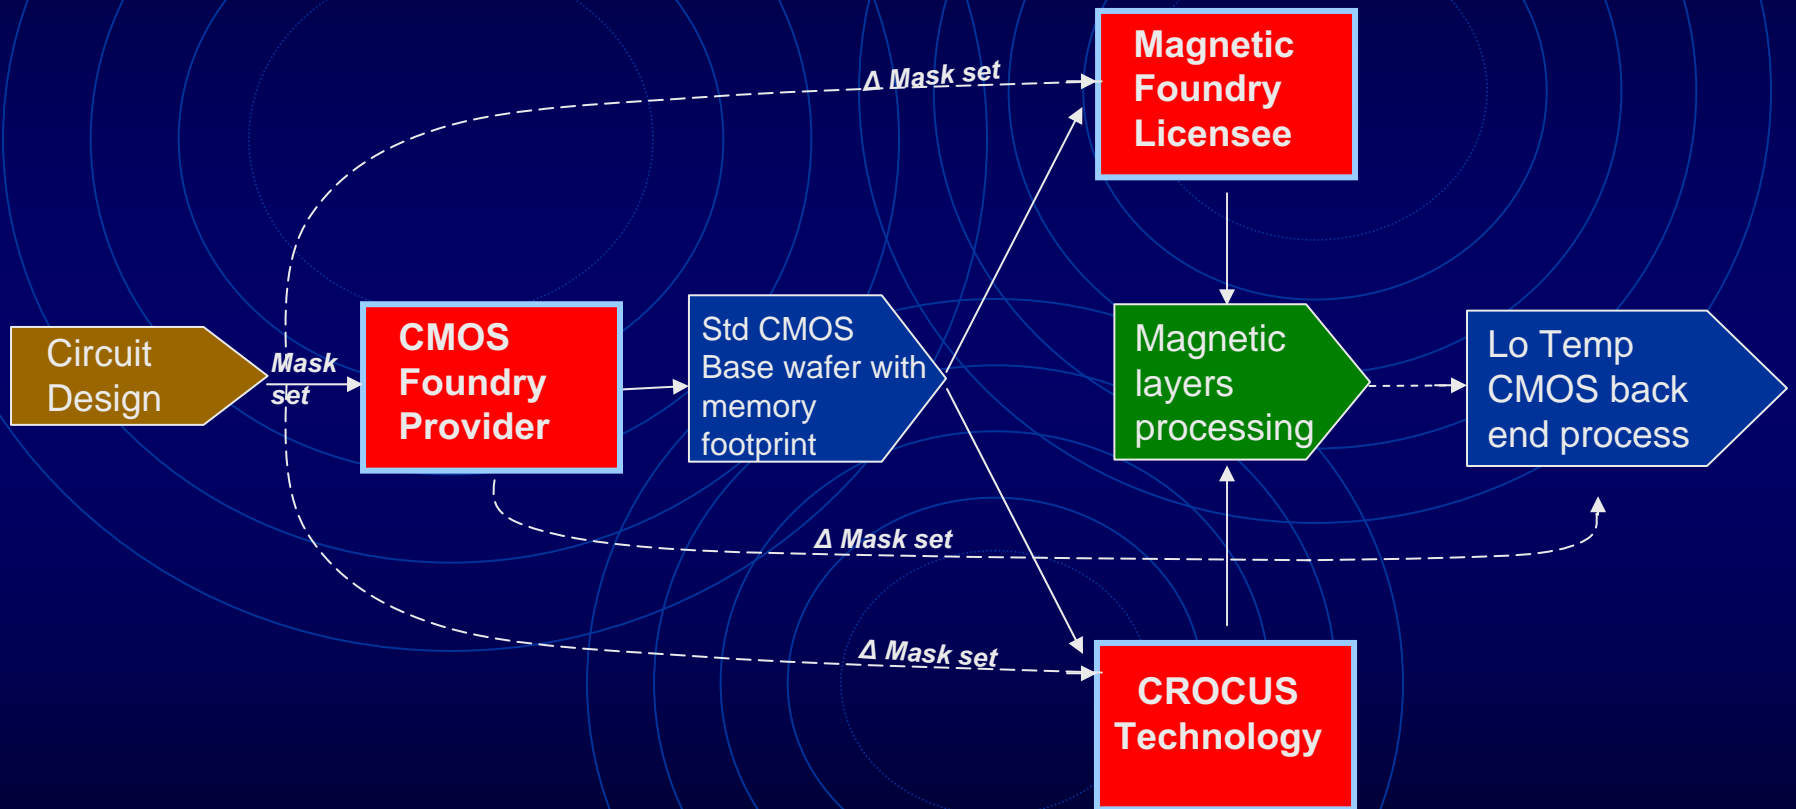 Magnetic
Foundry
Licensee
Δ Mask set
Circuit
Design
Mask
set
CMOS
Foundry
Provider
Std CMOS
Base wafer with
memory
footprint
Magnetic
layers
processing
Lo Temp
CMOS back
end process
Δ Mask set
Δ Mask set
CROCUS
Technology